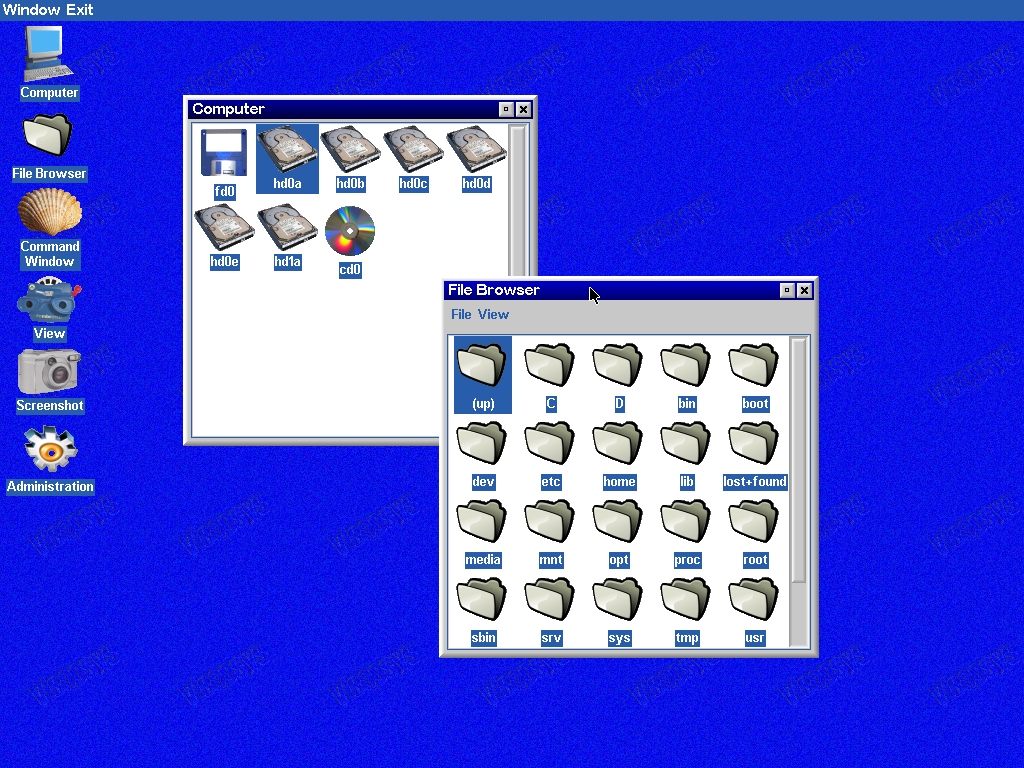 Window Exit
Computer
File Browser
Command
Window
View
Screenshot
Administration
Computer
fd0
hd0a
hd0b
hd0c
hd0d
hd0e
hd1a
cd0
File Browser
File View
(up)
C
D
bin
boot
dev
etc
home
lib
lost+found
media
mnt
opt
proc
root
sbin
srv
sys
tmp
usr